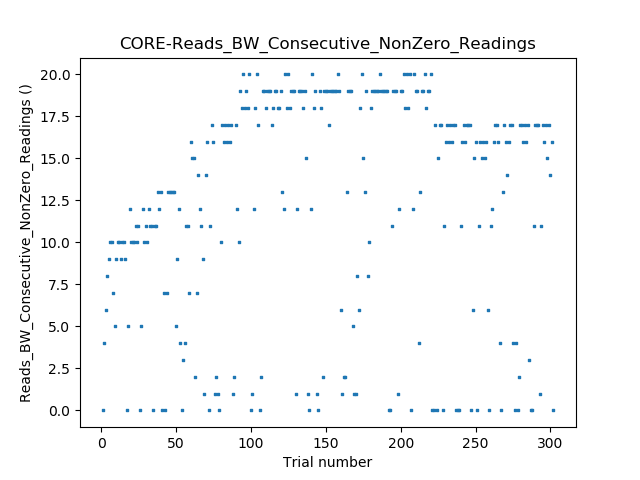 CORE-Reads_BW_Consecutive_NonZero_Readings
20.0
17.5
15.0
12.5
10.0
7.5
5.0
2.5
0.0
Reads_BW_Consecutive_NonZero_Readings ()
0 50 100 150 200 250 300
Trial number